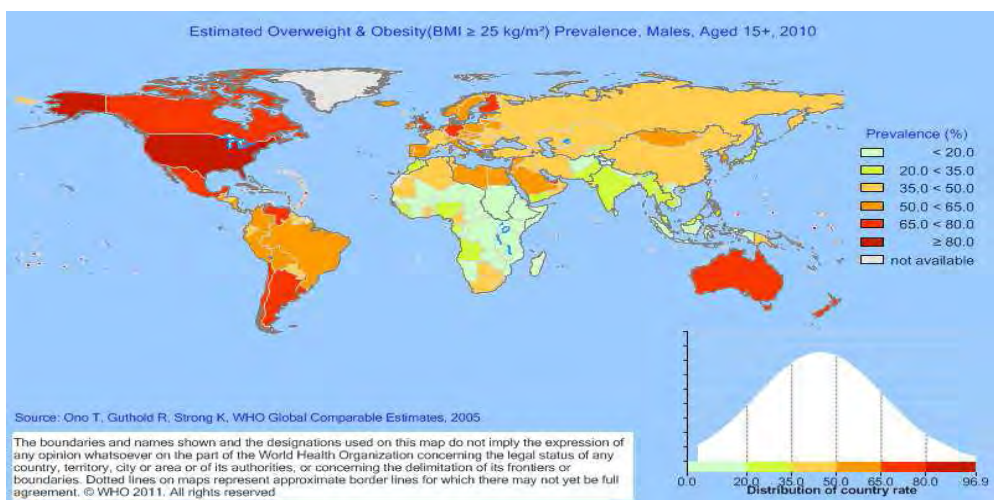 Estimated Overweight & Obesity(BMI ≥ 25 kg/m²) Prevalence, Males, Aged 15+, 2010
Prevalence (%)
< 20.0
20.0 < 35.0
35.0 < 50.0
50.0 < 65.0
65.0 < 80.0
≥ 80.0
not available
Source: Ono T, Guthold R, Strong K, WHO Global Comparable Estimates, 2005
The boundaries and names shown and the designations used on this map do not imply the expression of
any opinion whatsoever on the part of the World Health Organization concerning the legal status of any
country, territory, city or area or of its authorities, or concerning the delimitation of its frontiers or
boundaries. Dotted lines on maps represent approximate border lines for which there may not yet be full
agreement. © WHO 2011. All rights reserved
0.0 20.0 35.0 50.0 65.0 80.0 96.9
Distribution of country rate